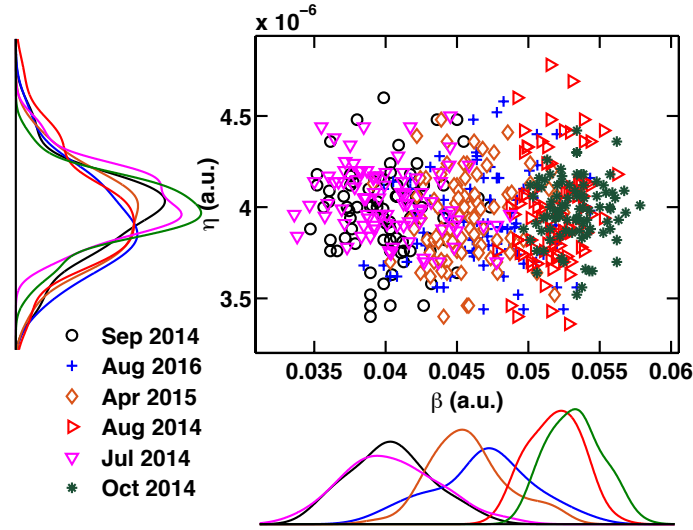 x 10⁻⁶
4.5
4
3.5
η (a.u.)
0.035 0.04 0.045 0.05 0.055 0.06
β (a.u.)
Sep 2014
Aug 2016
Apr 2015
Aug 2014
Jul 2014
Oct 2014